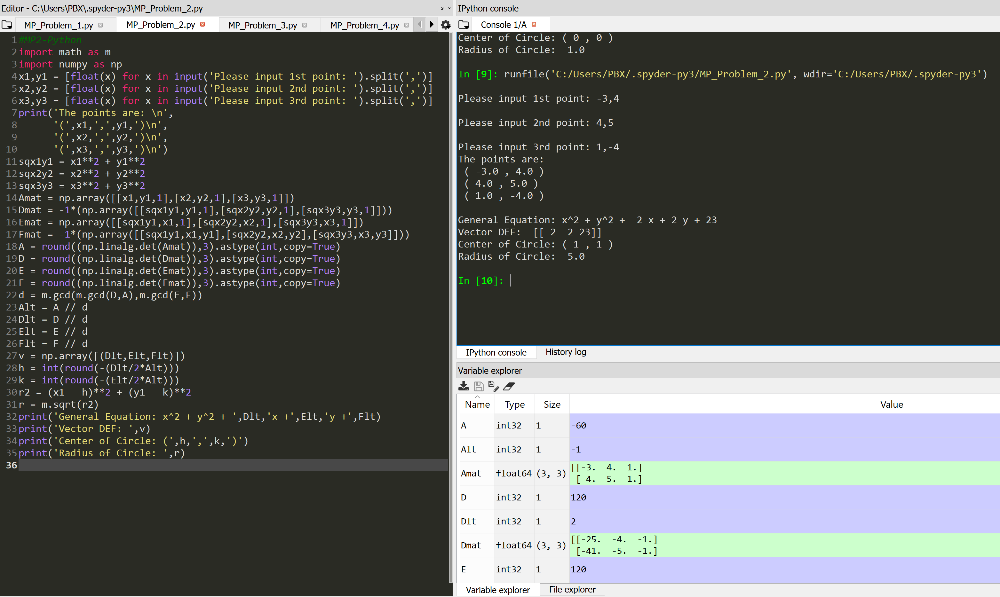 Editor - C:\Users\PBX\.spyder-py3\MP_Problem_2.py
MP_Problem_1.py
MP_Problem_2.py
MP_Problem_3.py
MP_Problem_4.py
1 #MP2-Python
2 import math as m
3 import numpy as np
4 x1,y1 = [float(x) for x in input('Please input 1st point: ').split(',')]
5 x2,y2 = [float(x) for x in input('Please input 2nd point: ').split(',')]
6 x3,y3 = [float(x) for x in input('Please input 3rd point: ').split(',')]
7 print('The points are: \n',
8       '(',x1,',',y1,')\n',
9       '(',x2,',',y2,')\n',
10       '(',x3,',',y3,')\n')
11 sqx1y1 = x1**2 + y1**2
12 sqx2y2 = x2**2 + y2**2
13 sqx3y3 = x3**2 + y3**2
14 Amat = np.array([[x1,y1,1],[x2,y2,1],[x3,y3,1]])
15 Dmat = -1*(np.array([[sqx1y1,y1,1],[sqx2y2,y2,1],[sqx3y3,y3,1]]))
16 Emat = np.array([[sqx1y1,x1,1],[sqx2y2,x2,1],[sqx3y3,x3,1]])
17 Fmat = -1*(np.array([[sqx1y1,x1,y1],[sqx2y2,x2,y2],[sqx3y3,x3,y3]]))
18 A = round((np.linalg.det(Amat)),3).astype(int,copy=True)
19 D = round((np.linalg.det(Dmat)),3).astype(int,copy=True)
20 E = round((np.linalg.det(Emat)),3).astype(int,copy=True)
21 F = round((np.linalg.det(Fmat)),3).astype(int,copy=True)
22 d = m.gcd(m.gcd(D,A),m.gcd(E,F))
23 Alt = A // d
24 Dlt = D // d
25 Elt = E // d
26 Flt = F // d
27 v = np.array([(Dlt,Elt,Flt)])
28 h = int(round(-(Dlt/2*Alt)))
29 k = int(round(-(Elt/2*Alt)))
30 r2 = (x1 - h)**2 + (y1 - k)**2
31 r = m.sqrt(r2)
32 print('General Equation: x^2 + y^2 + ',Dlt,'x +',Elt,'y +',Flt)
33 print('Vector DEF: ',v)
34 print('Center of Circle: (',h,',',k,')')
35 print('Radius of Circle: ',r)
36
IPython console
Console 1/A
Center of Circle: ( 0 , 0 )
Radius of Circle:  1.0
In [9]: runfile('C:/Users/PBX/.spyder-py3/MP_Problem_2.py', wdir='C:/Users/PBX/.spyder-py3')
Please input 1st point: -3,4
Please input 2nd point: 4,5
Please input 3rd point: 1,-4
The points are:
( -3.0 , 4.0 )
( 4.0 , 5.0 )
( 1.0 , -4.0 )
General Equation: x^2 + y^2 +  2 x + 2 y + 23
Vector DEF:  [[ 2  2 23]]
Center of Circle: ( 1 , 1 )
Radius of Circle:  5.0
In [10]:
IPython console
History log
Variable explorer
Name Type Size Value
A int32 1 -60
Alt int32 1 -1
Amat float64 (3, 3) [[-3.  4.  1.]
[ 4.  5.  1.]
D int32 1 120
Dlt int32 1 2
Dmat float64 (3, 3) [[-25.  -4.  -1.]
[-41.  -5.  -1.]
E int32 1 120
Variable explorer
File explorer